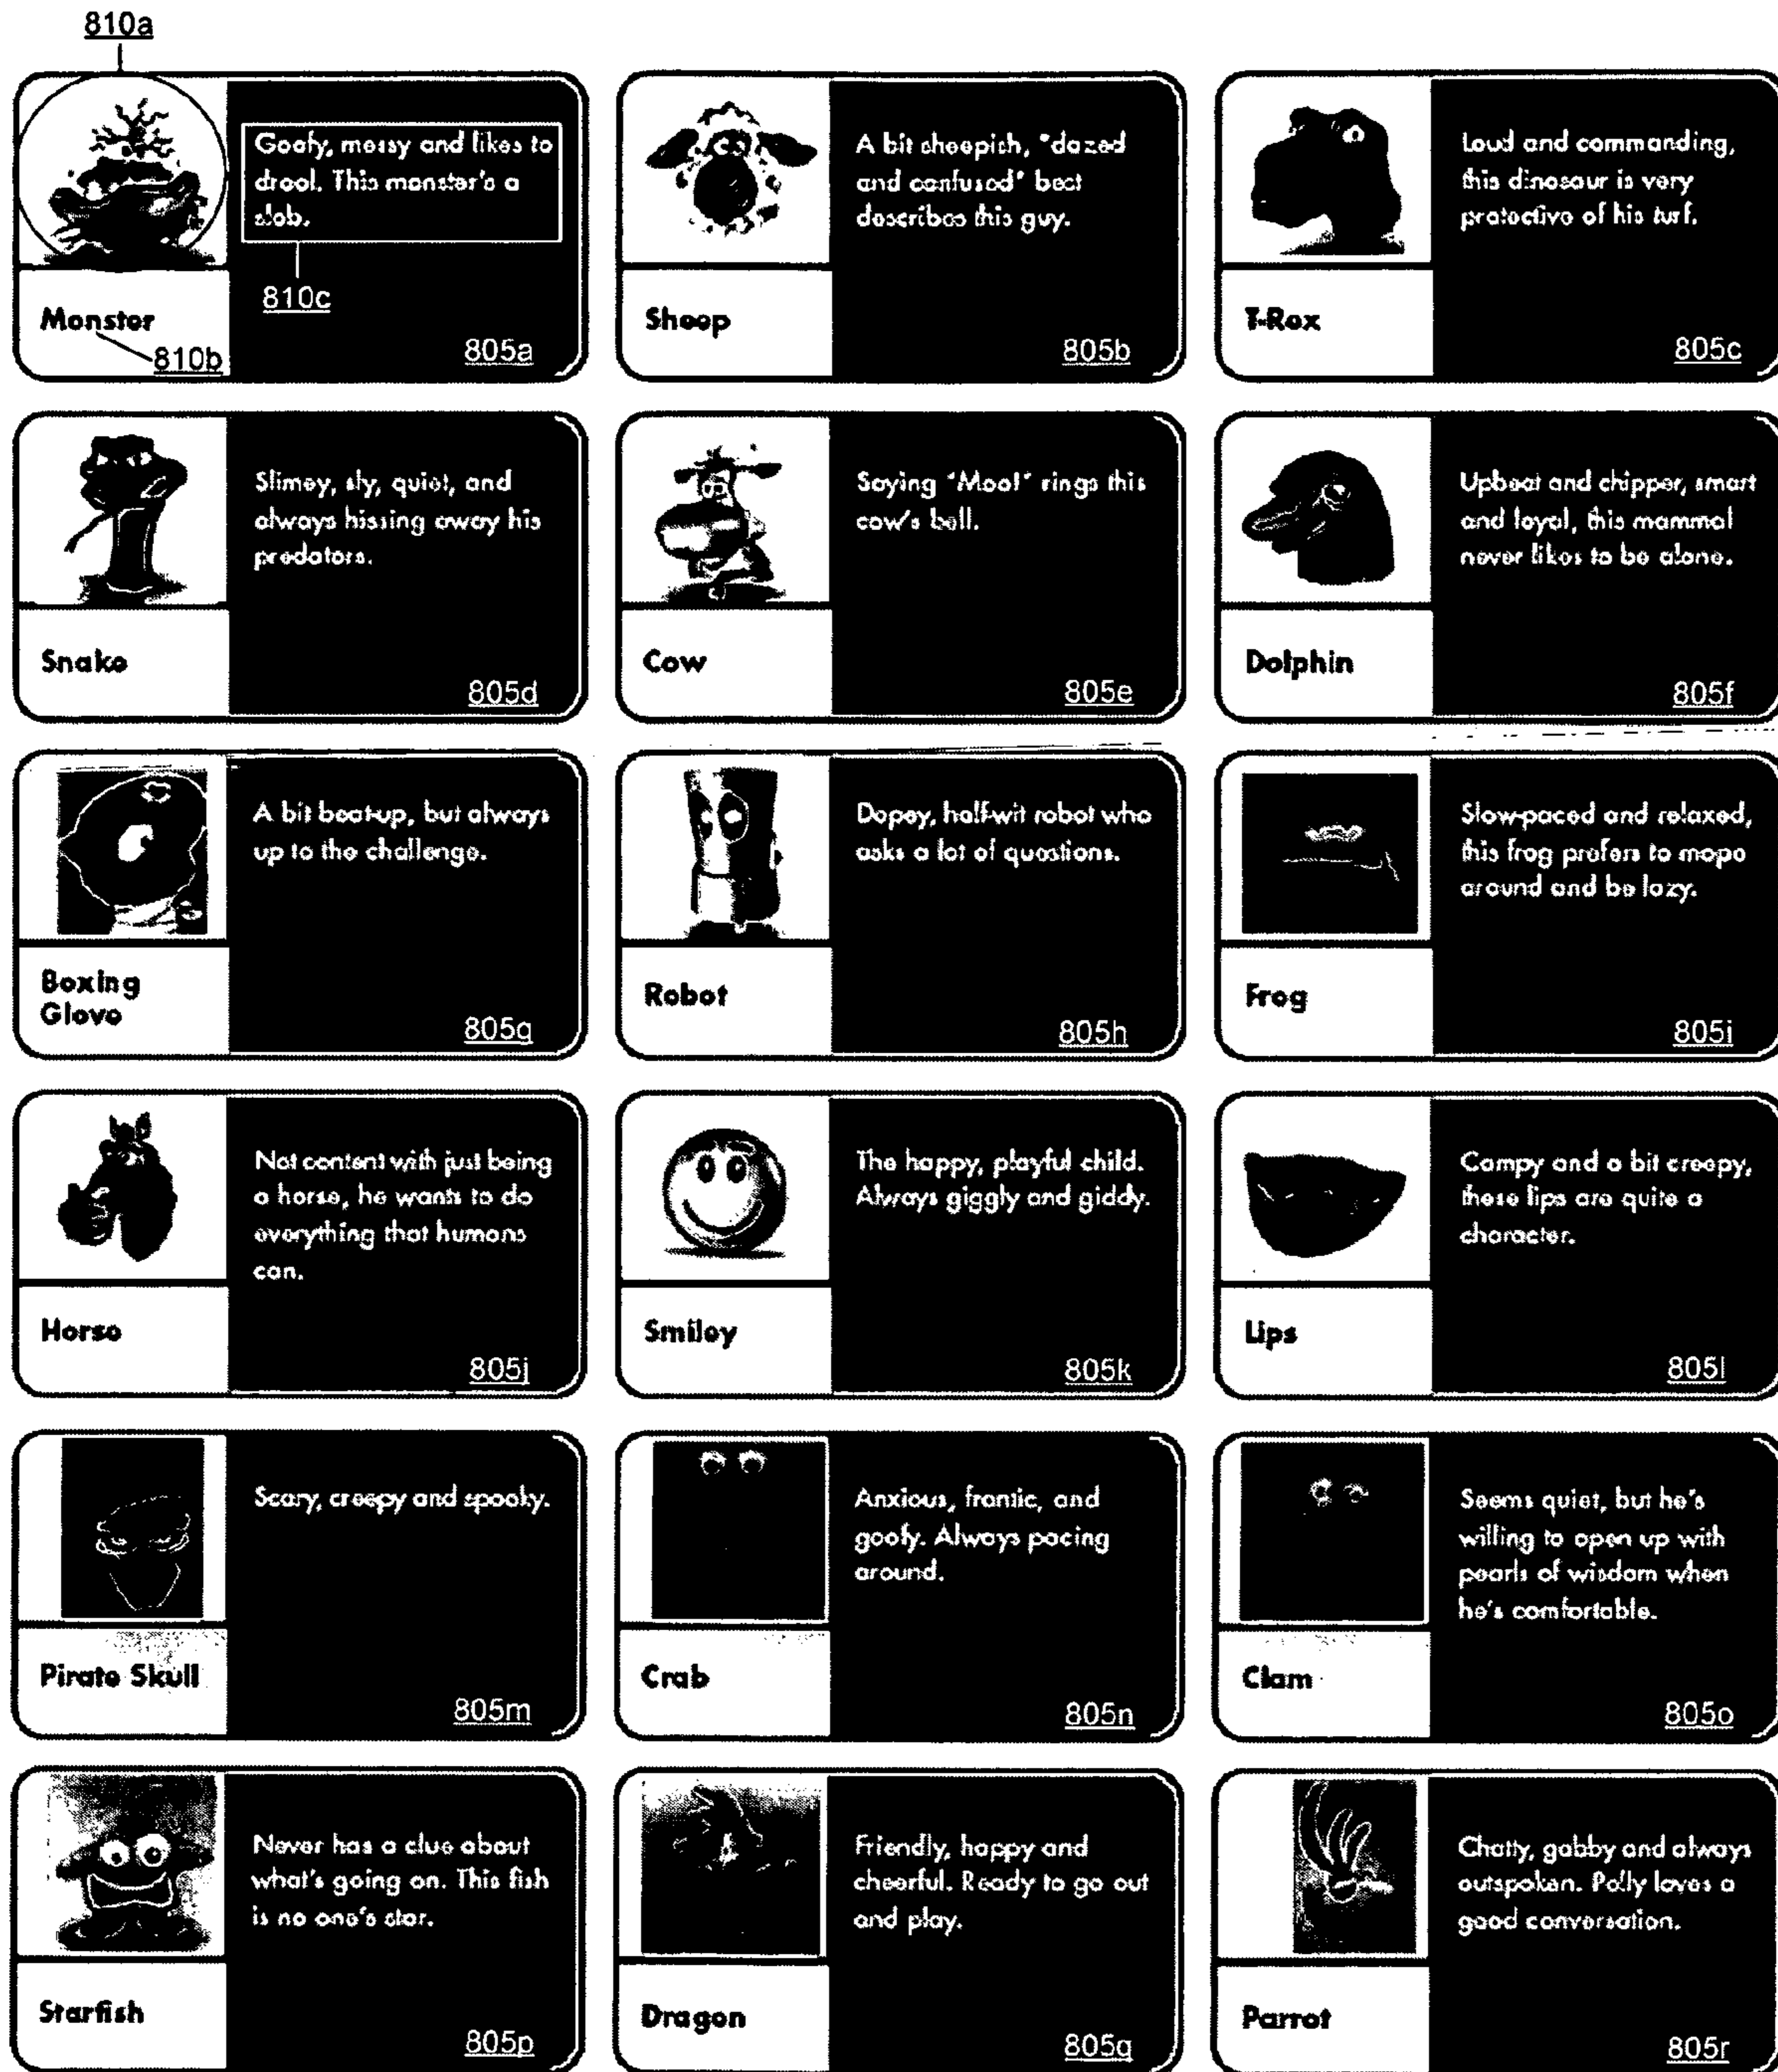 810a
Goofy, messy and likes to
drool. This monster's a
slob.
810c
Monster
810b
805a
A bit sheepish, "dazed
and confused" best
describes this guy.
Sheep
805b
Loud and commanding,
this dinosaur is very
protective of his turf.
T-Rex
805c
Slimey, sly, quiet, and
always hissing away his
predators.
Snake
805d
Saying "Moo!" rings this
cow's bell.
Cow
805e
Upbeat and chipper, smart
and loyal, this mammal
never likes to be alone.
Dolphin
805f
A bit beat-up, but always
up to the challenge.
Boxing
Glove
805g
Dopey, half-wit robot who
asks a lot of questions.
Robot
805h
Slow-paced and relaxed,
this frog prefers to mope
around and be lazy.
Frog
805i
Not content with just being
a horse, he wants to do
everything that humans
can.
Horse
805j
The happy, playful child.
Always giggly and giddy.
Smiley
805k
Campy and a bit creepy,
these lips are quite a
character.
Lips
805l
Scary, creepy and spooky.
Pirate Skull
805m
Anxious, frantic, and
goofy. Always pacing
around.
Crab
805n
Seems quiet, but he's
willing to open up with
pearls of wisdom when
he's comfortable.
Clam
805o
Never has a clue about
what's going on. This fish
is no one's star.
Starfish
805p
Friendly, happy and
cheerful. Ready to go out
and play.
Dragon
805q
Chatty, gabby and always
outspoken. Polly loves a
good conversation.
Parrot
805r